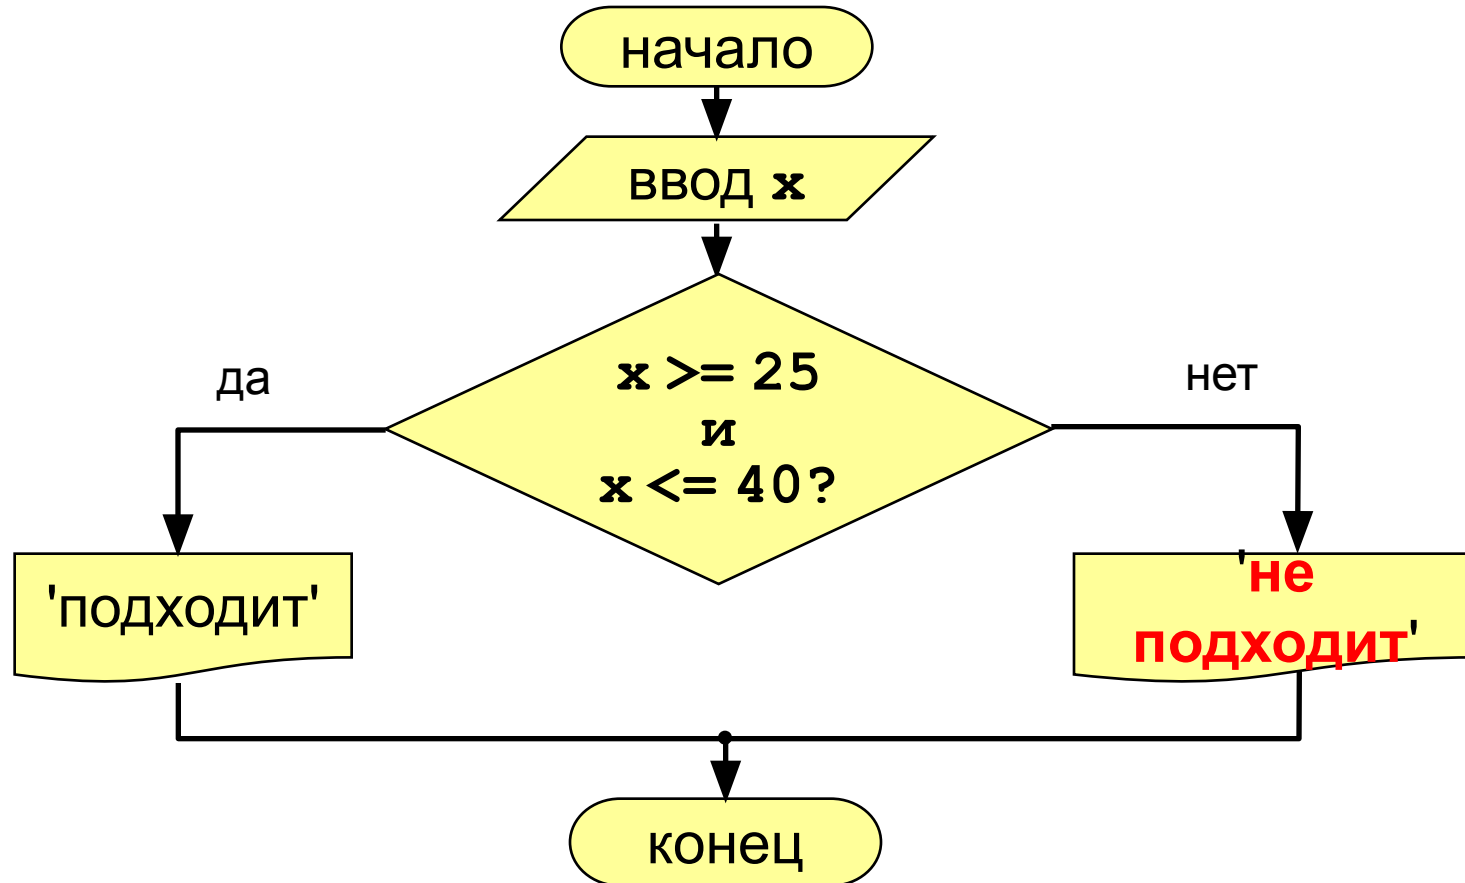 начало
ввод x
x >= 25
и
x <= 40?
да
нет
'подходит'
'не
подходит'
конец